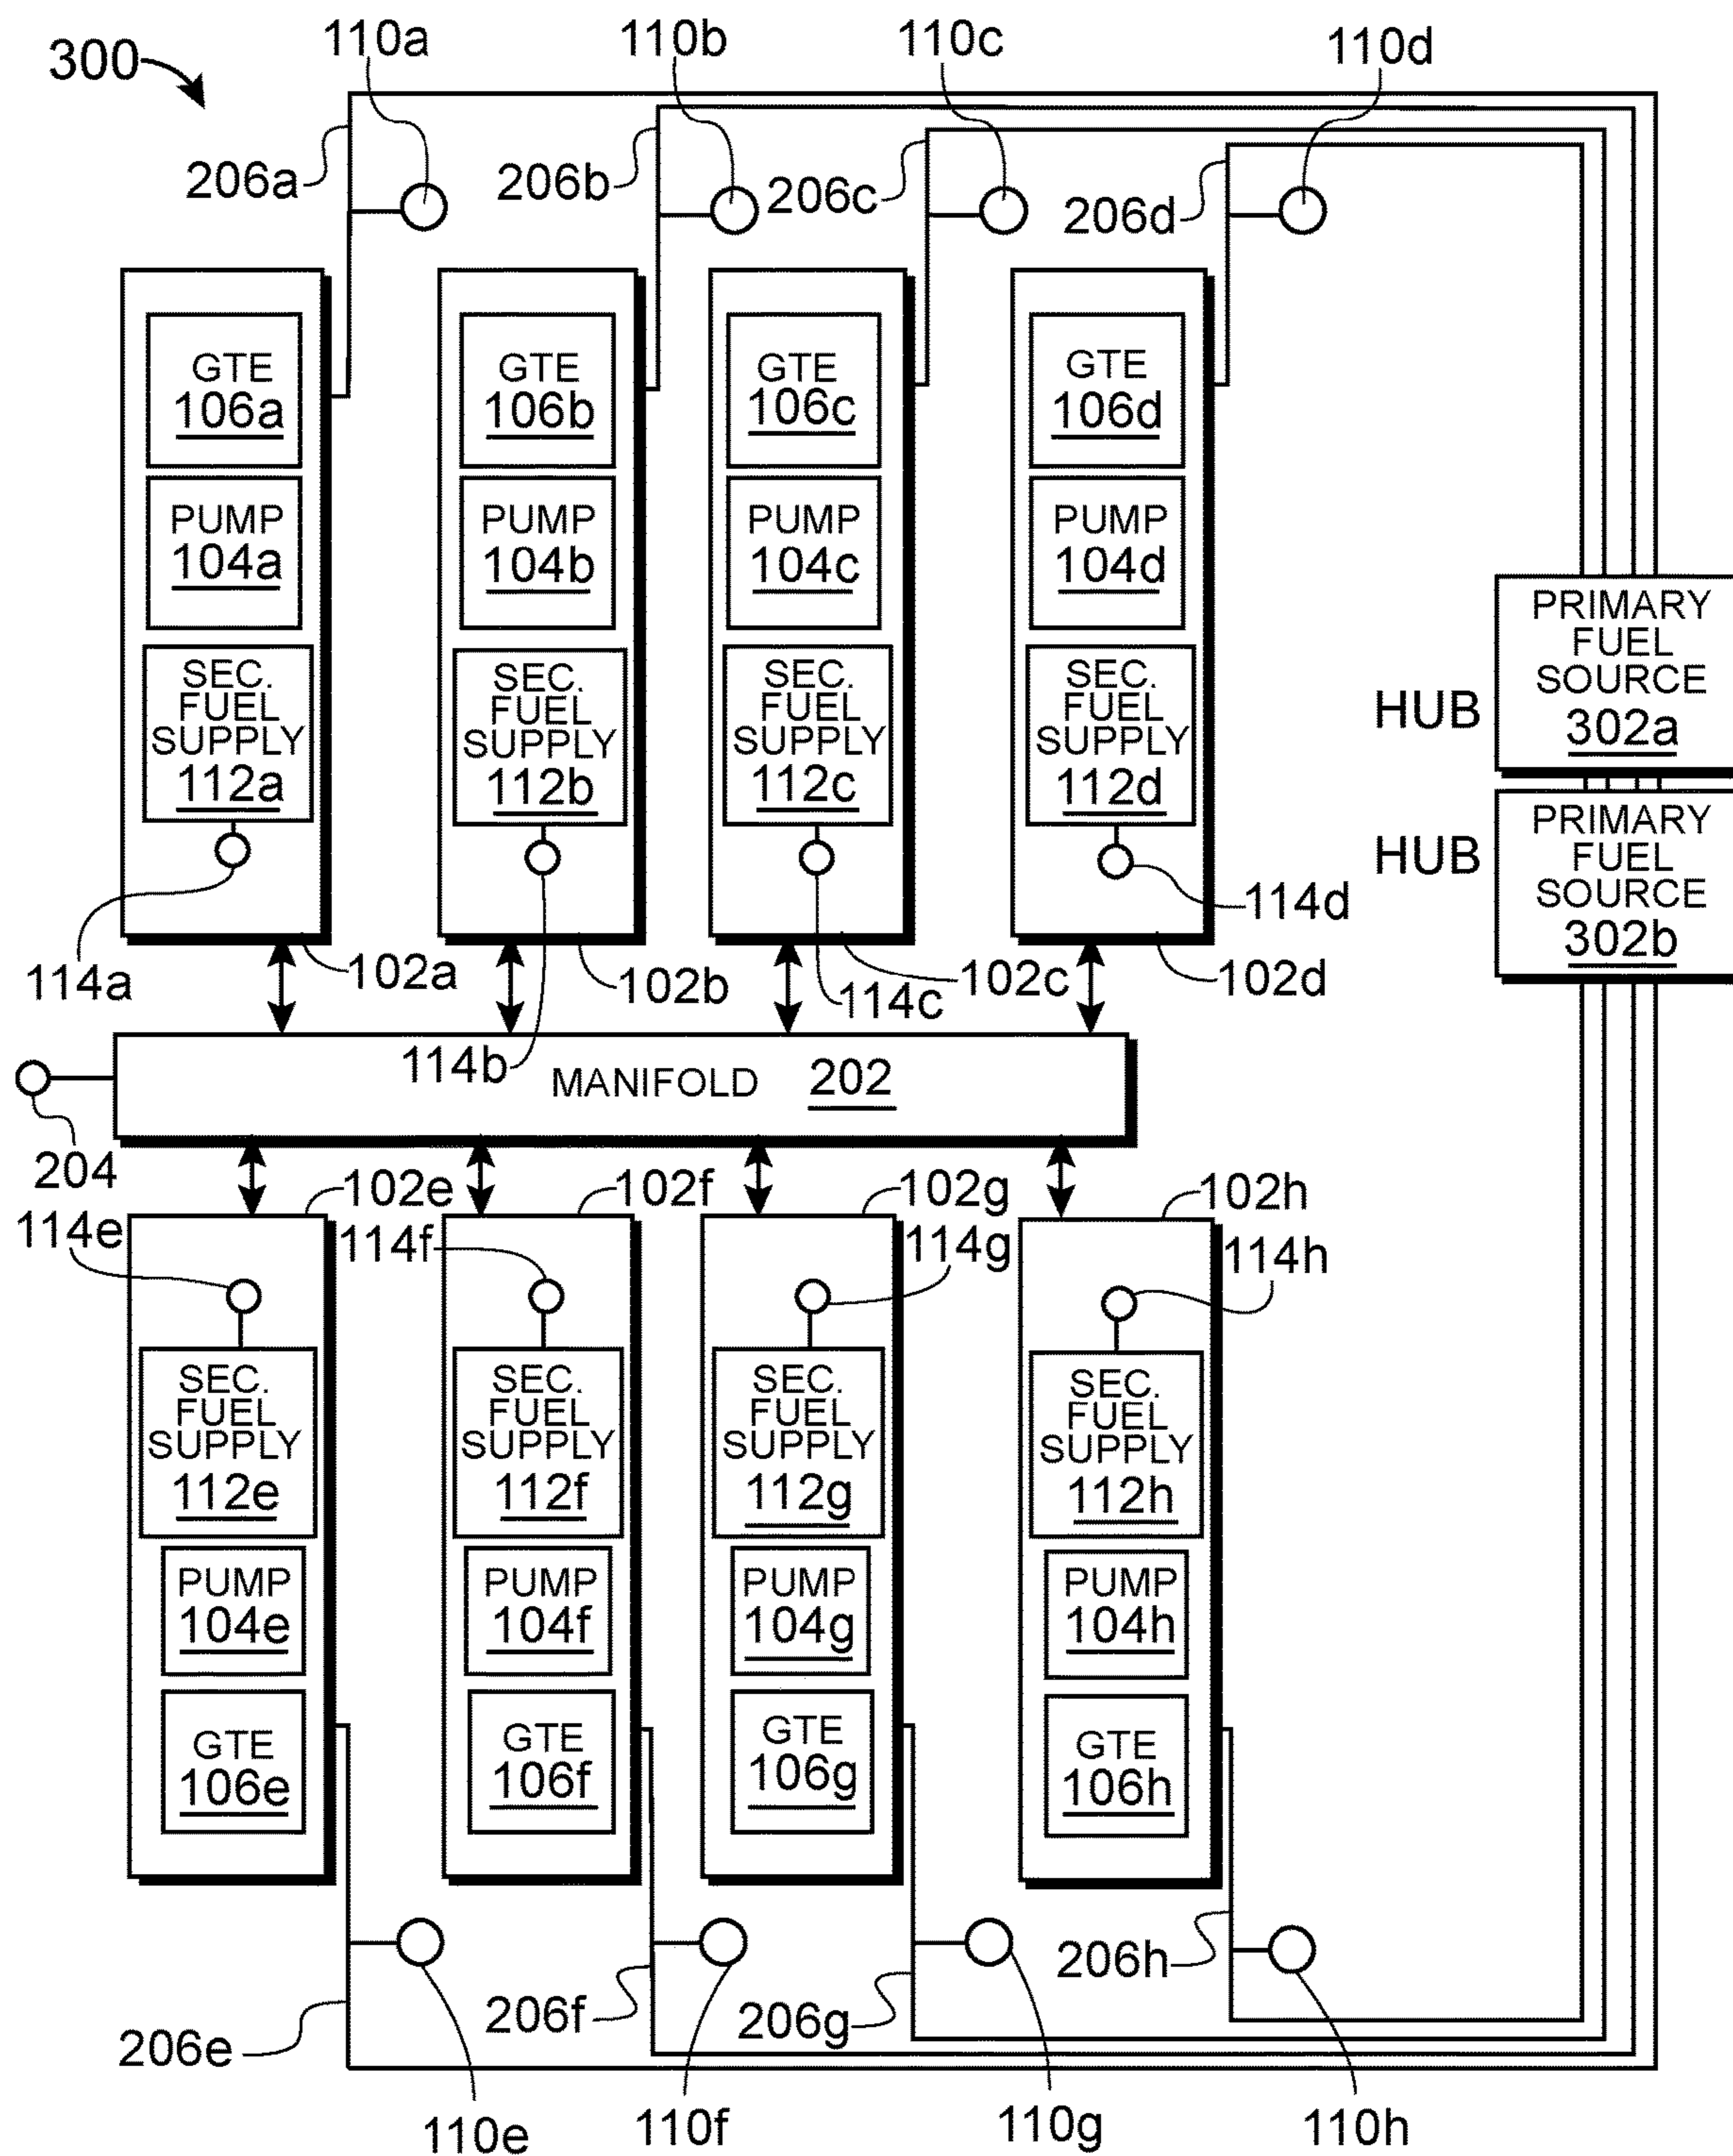 300
110a
110b
110c
110d
206a
206b
206c
206d
GTE
106a
GTE
106b
GTE
106c
GTE
106d
PUMP
104a
PUMP
104b
PUMP
104c
PUMP
104d
SEC.
FUEL
SUPPLY
112a
SEC.
FUEL
SUPPLY
112b
SEC.
FUEL
SUPPLY
112c
SEC.
FUEL
SUPPLY
112d
HUB
PRIMARY
FUEL
SOURCE
302a
HUB
PRIMARY
FUEL
SOURCE
302b
114a
102a
114b
102b
114c
102c
114d
102d
MANIFOLD 202
204
102e
102f
102g
102h
114e
114f
114g
114h
SEC.
FUEL
SUPPLY
112e
SEC.
FUEL
SUPPLY
112f
SEC.
FUEL
SUPPLY
112g
SEC.
FUEL
SUPPLY
112h
PUMP
104e
PUMP
104f
PUMP
104g
PUMP
104h
GTE
106e
GTE
106f
GTE
106g
GTE
106h
206e
206f
206g
206h
110e
110f
110g
110h